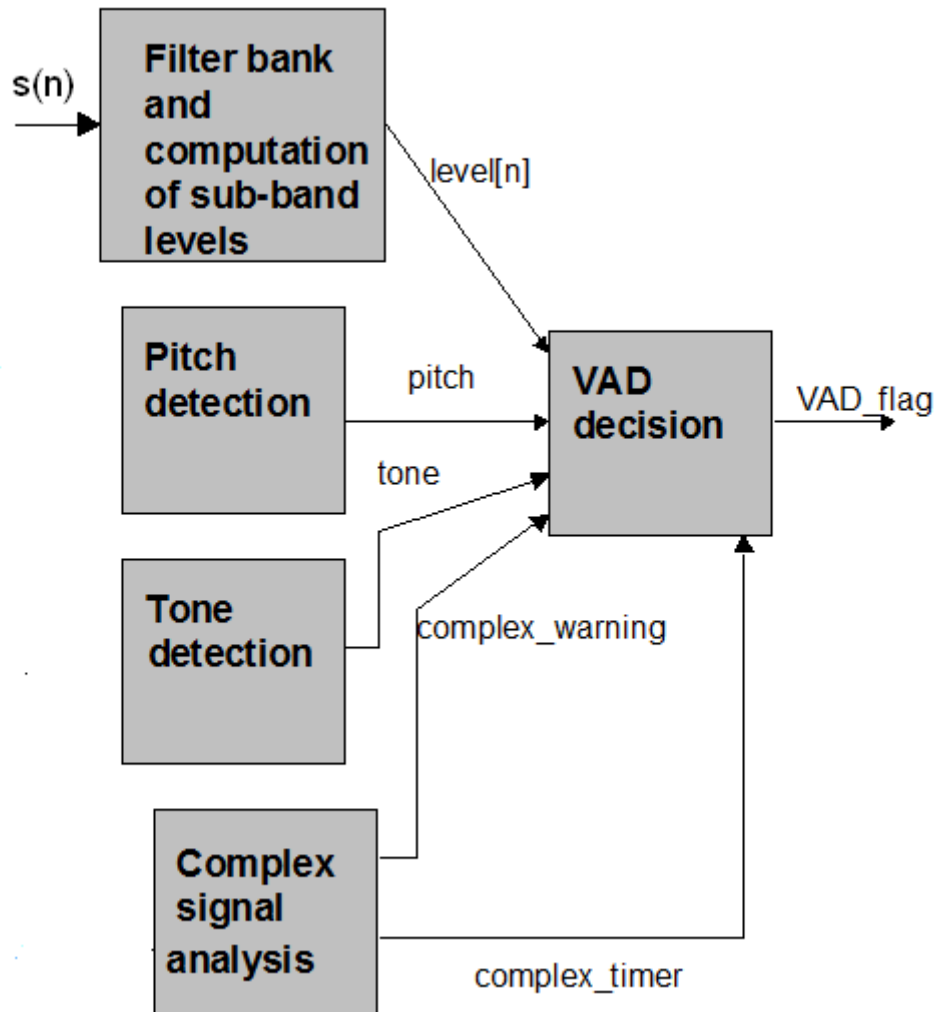 s(n)
Filter bank
and
computation
of sub-band
levels
level[n]
Pitch
detection
pitch
VAD
decision
VAD_flag
tone
Tone
detection
complex_warning
Complex
signal
analysis
complex_timer